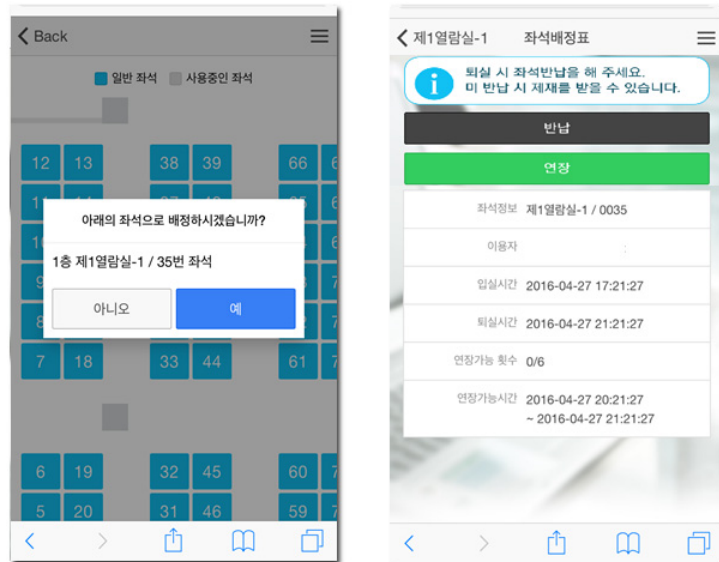 Back
일반 좌석 사용중인 좌석
12 13 38 39 66
아래의 좌석으로 배정하시겠습니까?
1층 제1열람실-1 / 35번 좌석
아니오 예
7 18 33 44 61
6 19 32 45 60
5 20 31 46 59
제1열람실-1 좌석배정표
퇴실 시 좌석반납을 해 주세요.
미 반납 시 제재를 받을 수 있습니다.
반납
연장
좌석정보 제1열람실-1 / 0035
이용자 :
입실시간 2016-04-27 17:21:27
퇴실시간 2016-04-27 21:21:27
연장가능 횟수 0/6
연장가능시간 2016-04-27 20:21:27
~ 2016-04-27 21:21:27